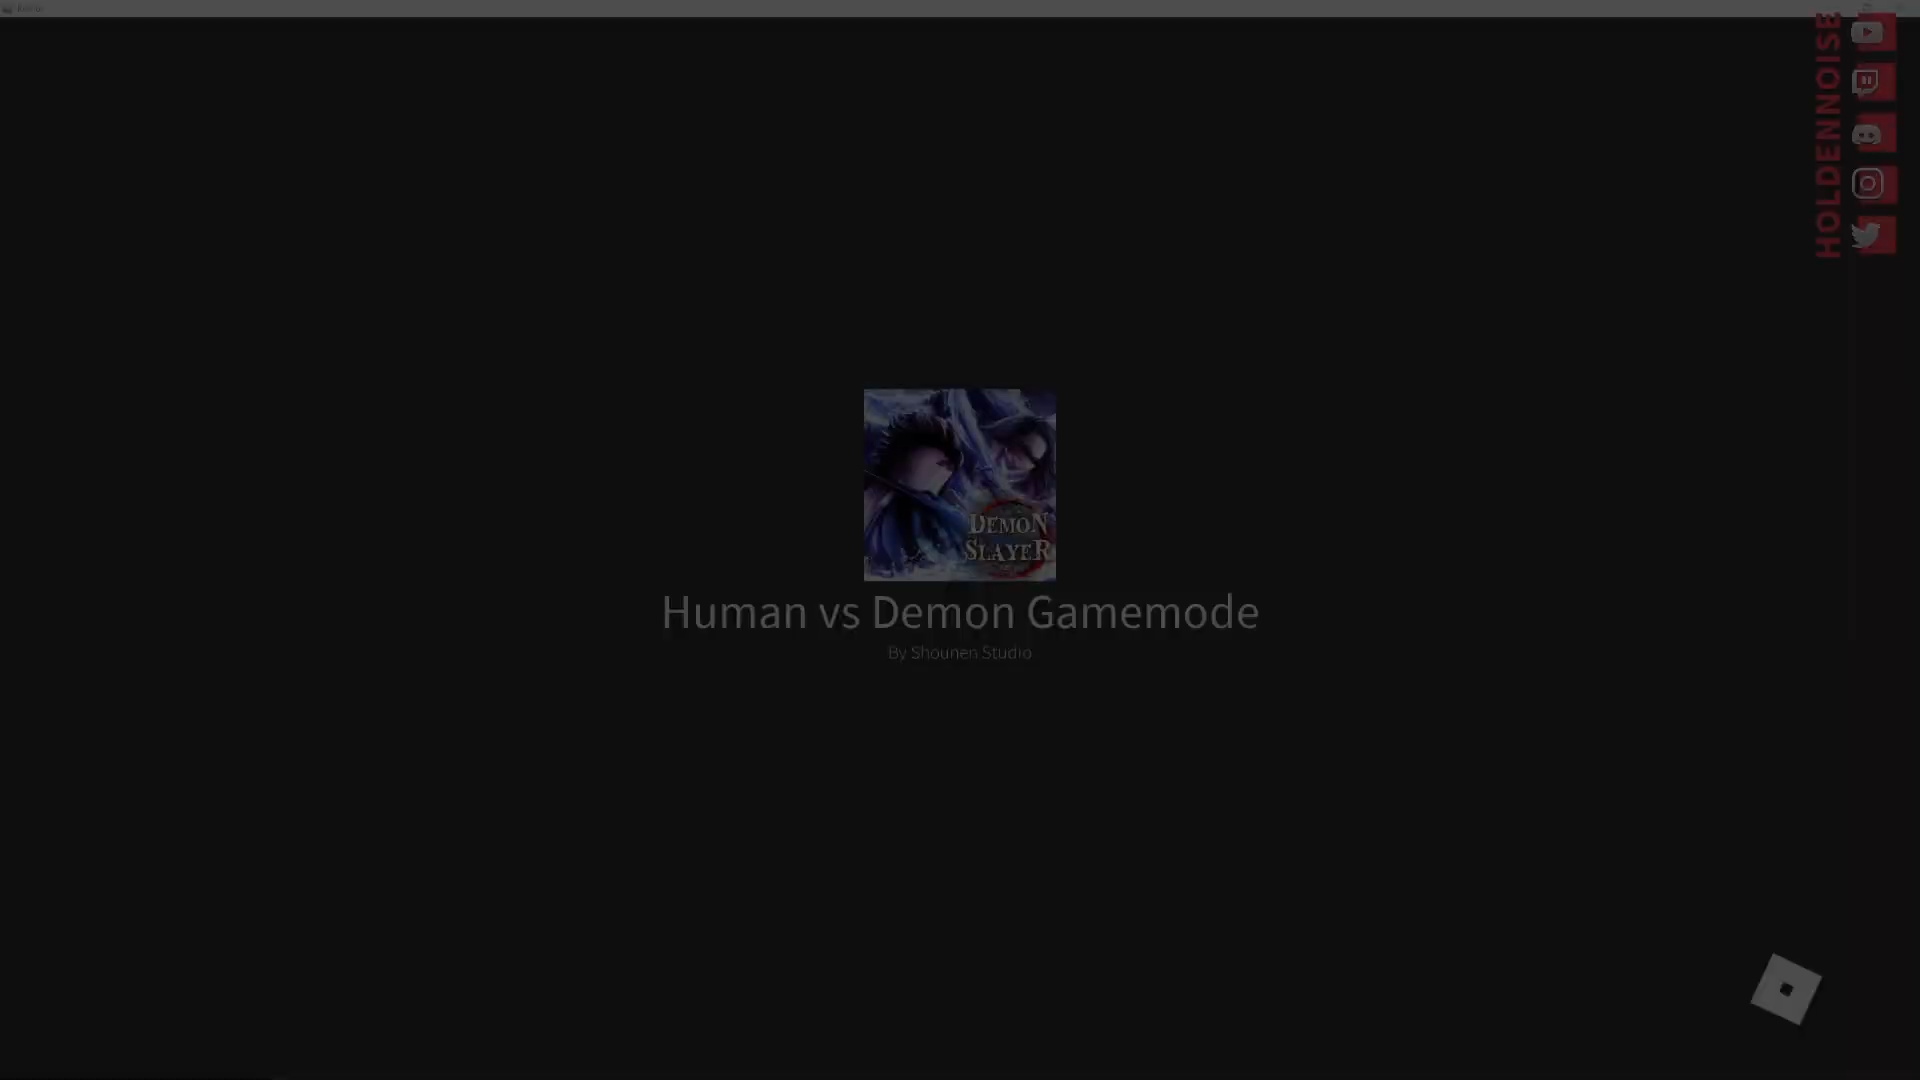 HOLDENNOISE
DEMON
SLAYER
Human vs Demon Gamemode
By Shounen Studio